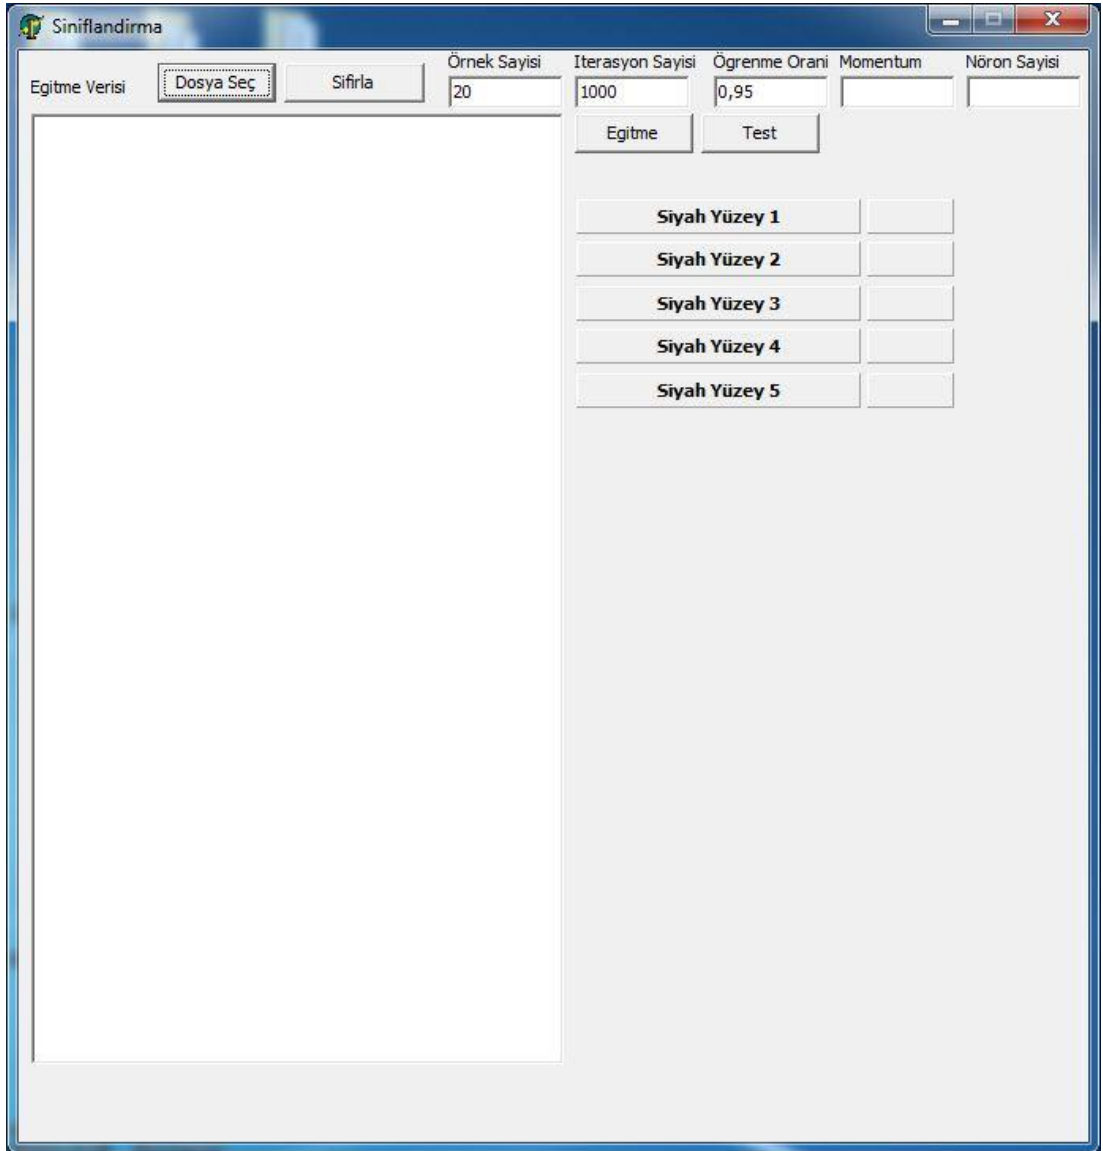 Siniflandirma
Egitme Verisi Dosya Seç Sifirla Örnek Sayisi Iterasyon Sayisi Ögrenme Orani Momentum Nöron Sayisi
20 1000 0,95
Egitme Test
Siyah Yüzey 1
Siyah Yüzey 2
Siyah Yüzey 3
Siyah Yüzey 4
Siyah Yüzey 5